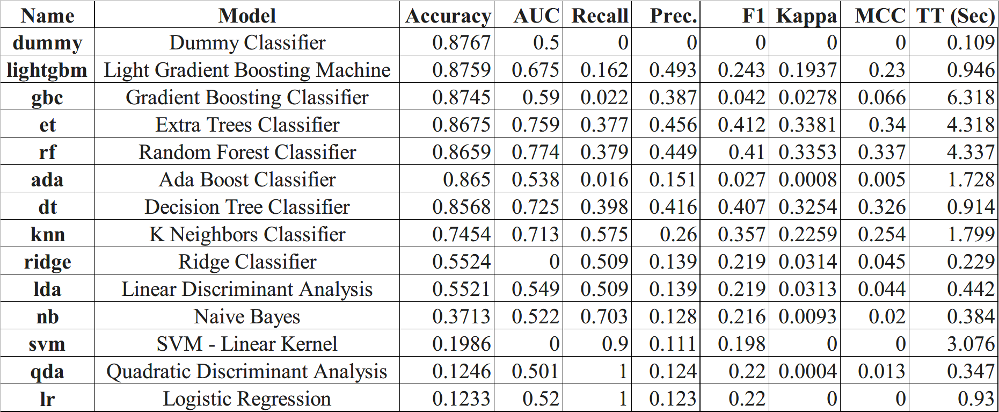 Name Model Accuracy AUC Recall Prec. F1 Kappa MCC TT (Sec)
dummy Dummy Classifier 0.8767 0.5 0 0 0 0 0 0.109
lightgbm Light Gradient Boosting Machine 0.8759 0.675 0.162 0.493 0.243 0.1937 0.23 0.946
gbc Gradient Boosting Classifier 0.8745 0.59 0.022 0.387 0.042 0.0278 0.066 6.318
et Extra Trees Classifier 0.8675 0.759 0.377 0.456 0.412 0.3381 0.34 4.318
rf Random Forest Classifier 0.8659 0.774 0.379 0.449 0.41 0.3353 0.337 4.337
ada Ada Boost Classifier 0.865 0.538 0.016 0.151 0.027 0.0008 0.005 1.728
dt Decision Tree Classifier 0.8568 0.725 0.398 0.416 0.407 0.3254 0.326 0.914
knn K Neighbors Classifier 0.7454 0.713 0.575 0.26 0.357 0.2259 0.254 1.799
ridge Ridge Classifier 0.5524 0 0.509 0.139 0.219 0.0314 0.045 0.229
lda Linear Discriminant Analysis 0.5521 0.549 0.509 0.139 0.219 0.0313 0.044 0.442
nb Naive Bayes 0.3713 0.522 0.703 0.128 0.216 0.0093 0.02 0.384
svm SVM - Linear Kernel 0.1986 0 0.9 0.111 0.198 0 0 3.076
qda Quadratic Discriminant Analysis 0.1246 0.501 1 0.124 0.22 0.0004 0.013 0.347
lr Logistic Regression 0.1233 0.52 1 0.123 0.22 0 0 0.93